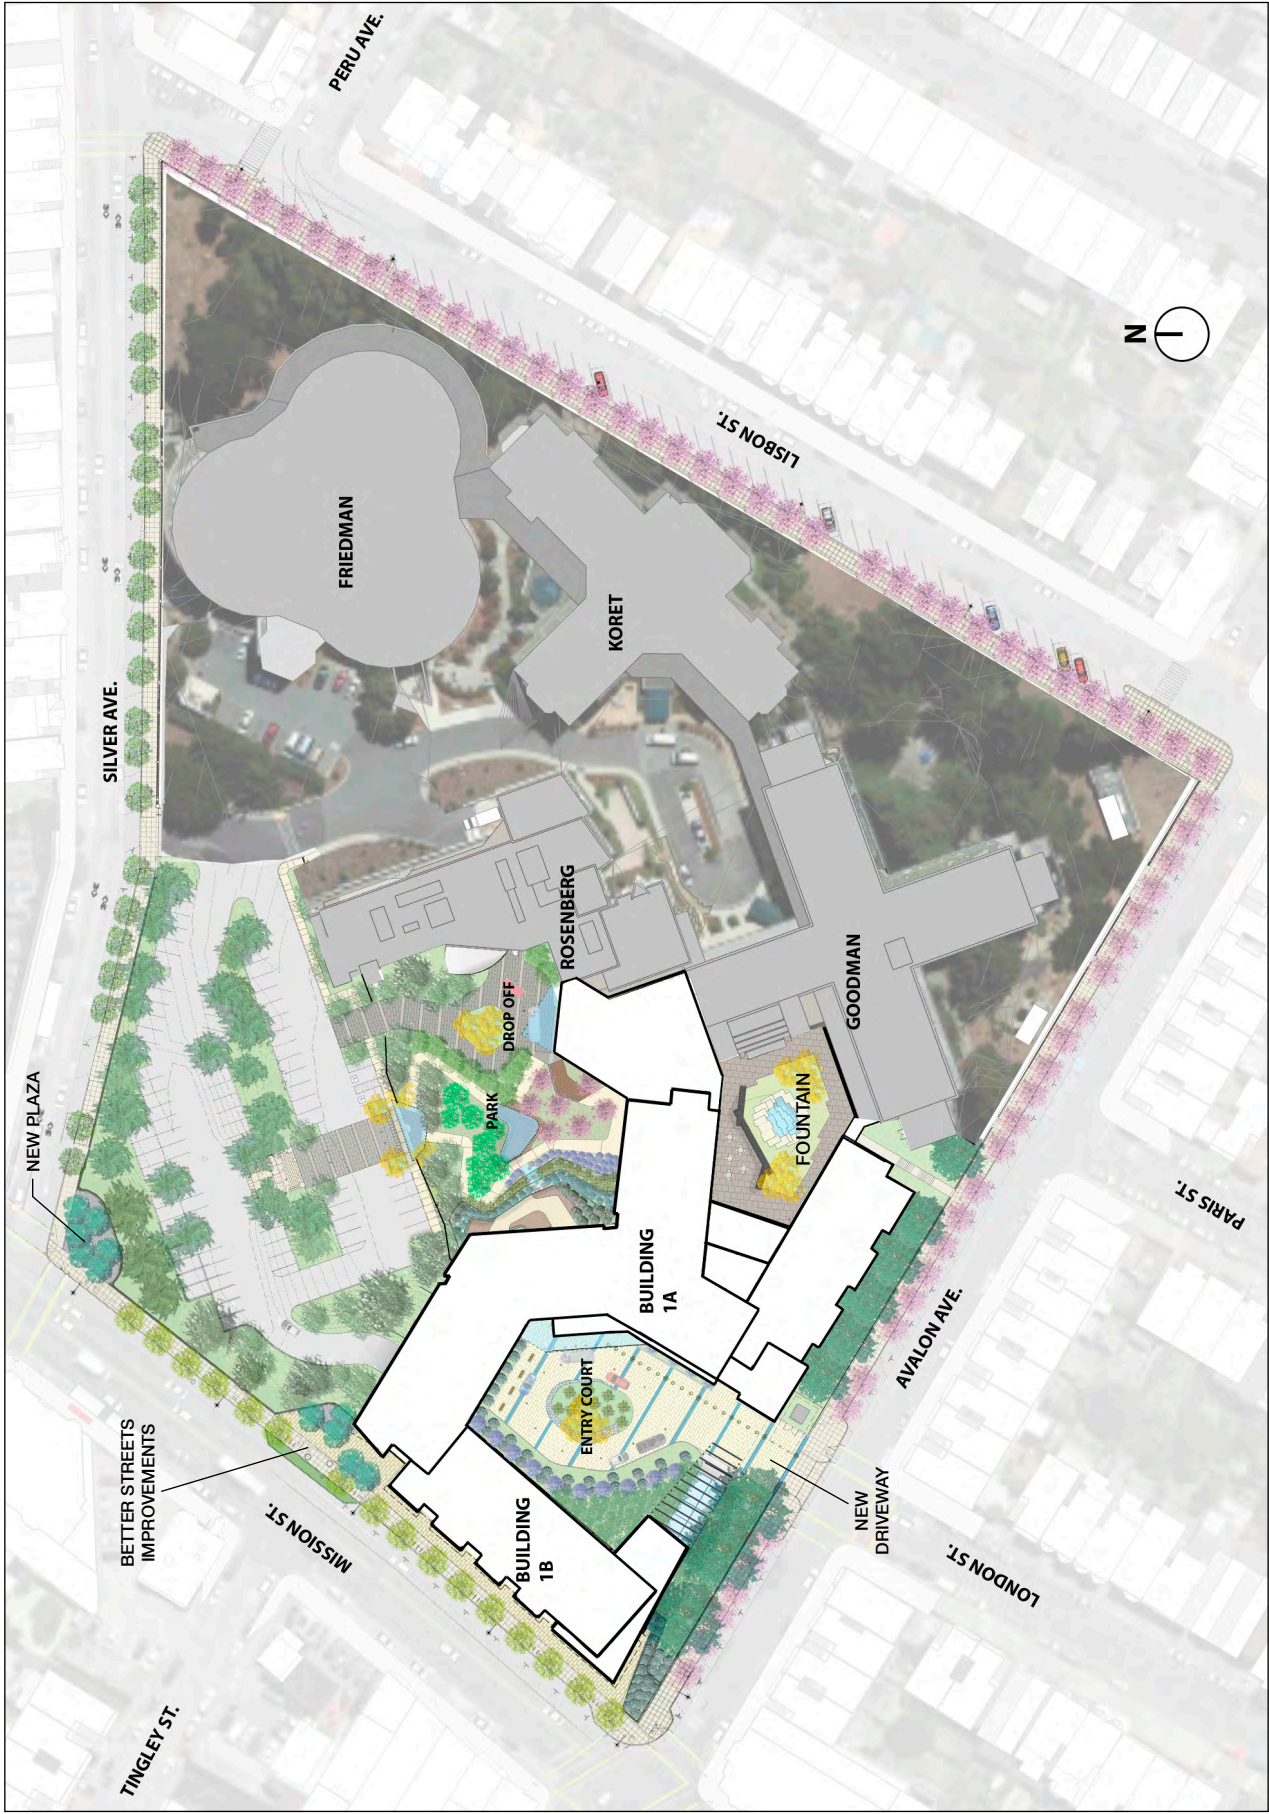 PERU AVE.
SILVER AVE.
LISBON ST.
N
FRIEDMAN
KORET
NEW PLAZA
ROSENBERG
DROP OFF
PARK
GOODMAN
FOUNTAIN
PARIS ST.
BETTER STREETS
IMPROVEMENTS
MISSION ST.
BUILDING
1A
ENTRY COURT
AVALON AVE.
BUILDING
1B
NEW
DRIVEWAY
LONDON ST.
TINGLEY ST.